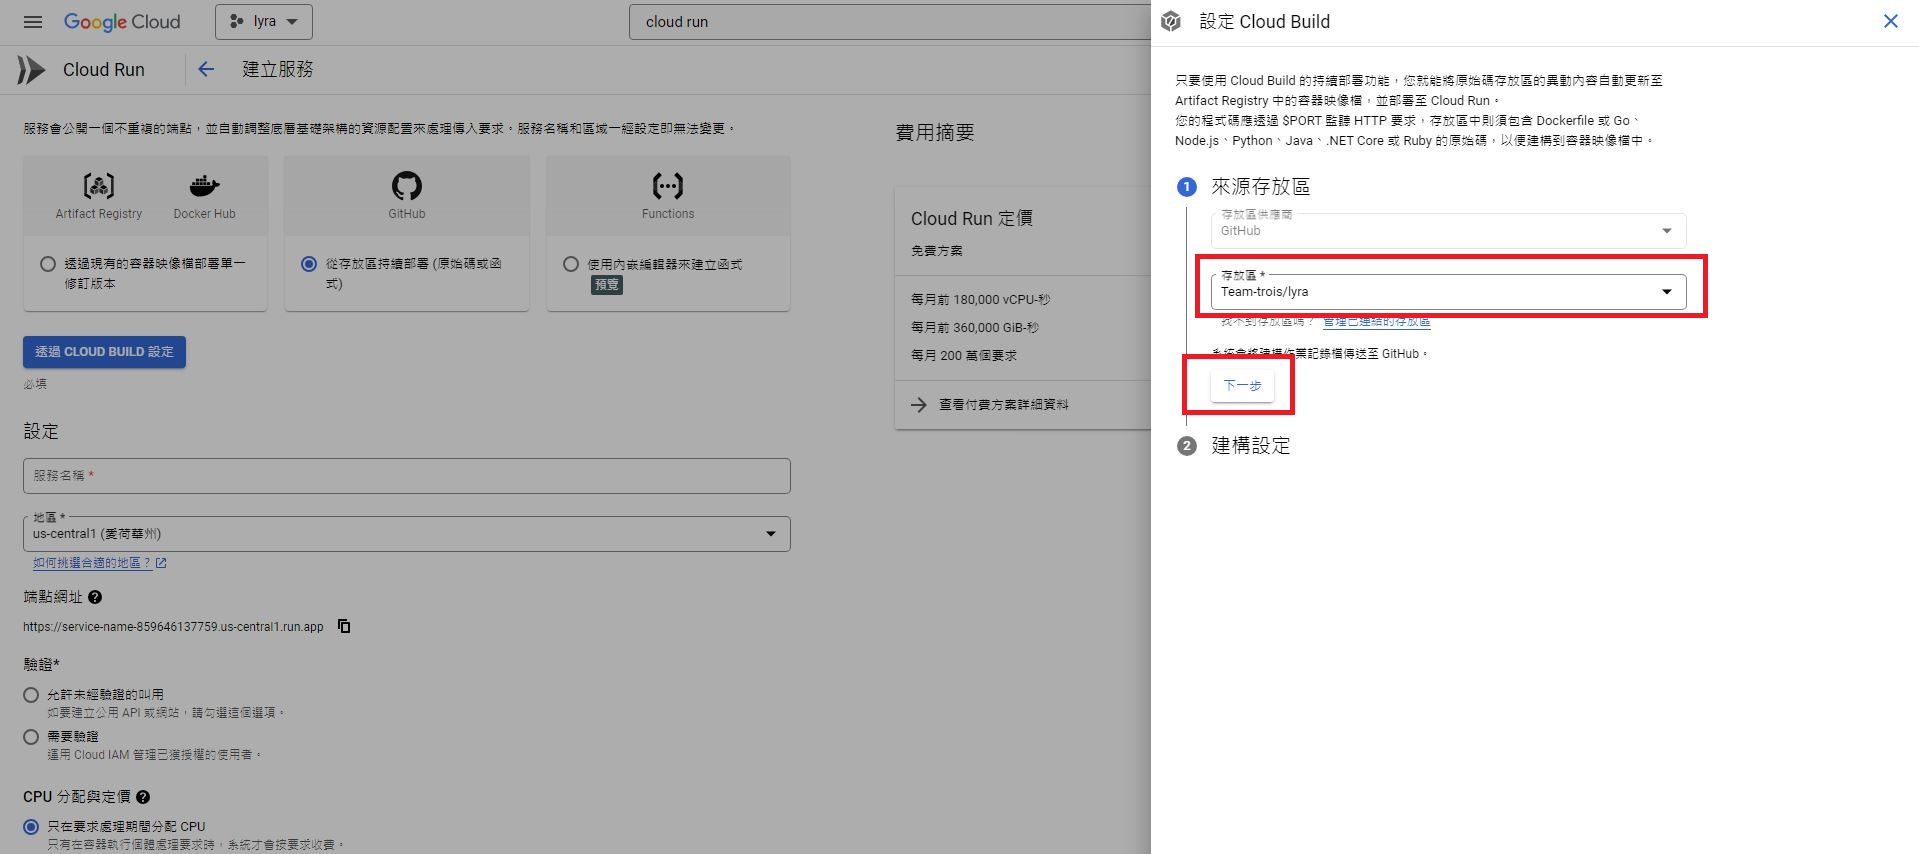 Google Cloud
lyra
cloud run
Cloud Run
建立服務
服務會公開一個不重複的端點，並自動調整底層基礎架構的資源配置來處理傳入要求。服務名稱和區域一經設定即無法變更。
Artifact Registry
Docker Hub
GitHub
Functions
透過現有的容器映像檔部署單一
修訂版本
從存放區持續部署 (原始碼或函
式)
使用內嵌編輯器來建立函式
預覽
透過 CLOUD BUILD 設定
必填
設定
服務名稱 *
地區 *
us-central1 (愛荷華州)
如何挑選合適的地區？
端點網址
https://service-name-859646137759.us-central1.run.app
驗證*
允許未經驗證的叫用
如要建立公用 API 或網站，請勾選這個選項。
需要驗證
運用 Cloud IAM 管理已獲授權的使用者。
CPU 分配與定價
只在要求處理期間分配 CPU
只有在容器執行個體處理要求時，系統才會按要求收費。
費用摘要
Cloud Run 定價
免費方案
每月前 180,000 vCPU-秒
每月前 360,000 GiB-秒
每月 200 萬個要求
查看付費方案詳細資料
設定 Cloud Build
只要使用 Cloud Build 的持續部署功能，您就能將原始碼存放區的異動內容自動更新至
Artifact Registry 中的容器映像檔，並部署至 Cloud Run。
您的程式碼應透過 $PORT 監聽 HTTP 要求，存放區中則須包含 Dockerfile 或 Go、
Node.js、Python、Java、.NET Core 或 Ruby 的原始碼，以便建構到容器映像檔中。
1 來源存放區
存放區供應商
GitHub
存放區 *
Team-trois/lyra
找不到存放區嗎？ 管理已連結的存放區
系統會將建構作業記錄檔傳送至 GitHub。
下一步
2 建構設定